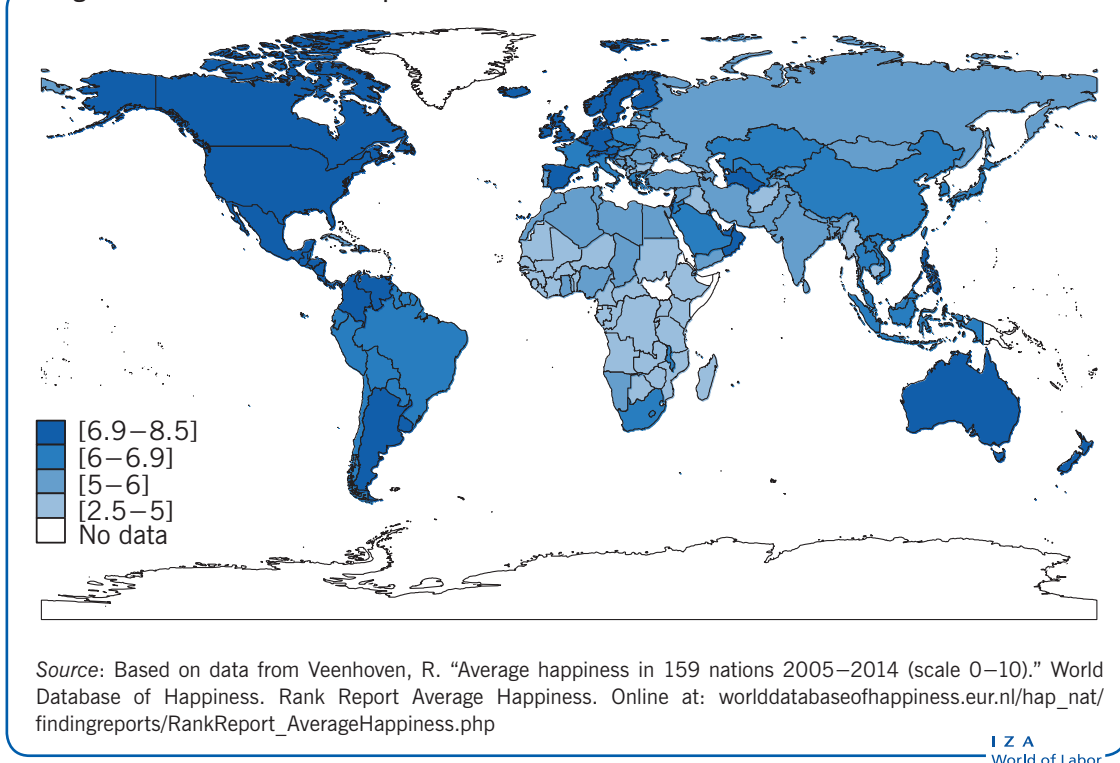 [6.9–8.5]
[6–6.9]
[5–6]
[2.5–5]
No data
Source: Based on data from Veenhoven, R. “Average happiness in 159 nations 2005–2014 (scale 0–10).” World
Database of Happiness. Rank Report Average Happiness. Online at: worlddatabaseofhappiness.eur.nl/hap_nat/
findingreports/RankReport_AverageHappiness.php
I Z A
World of Labor